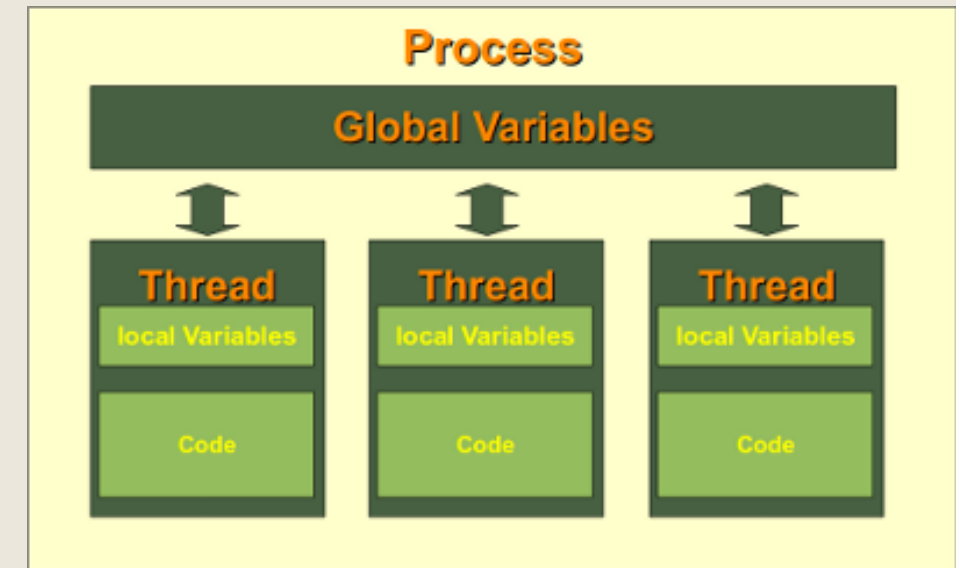 Process
Global Variables
Thread Thread Thread
local Variables local Variables local Variables
Code Code Code